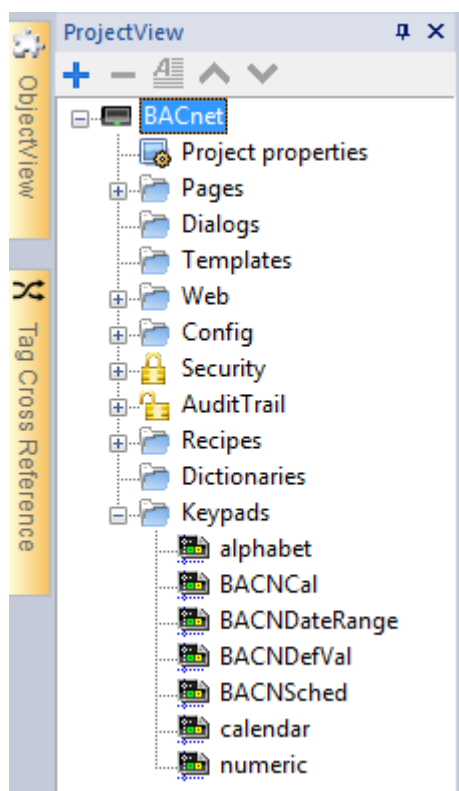 ProjectView
ObjectView
Tag Cross Reference
BACnet
Project properties
Pages
Dialogs
Templates
Web
Config
Security
AuditTrail
Recipes
Dictionaries
Keypads
alphabet
BACNCal
BACNDateRange
BACNDefVal
BACNSched
calendar
numeric